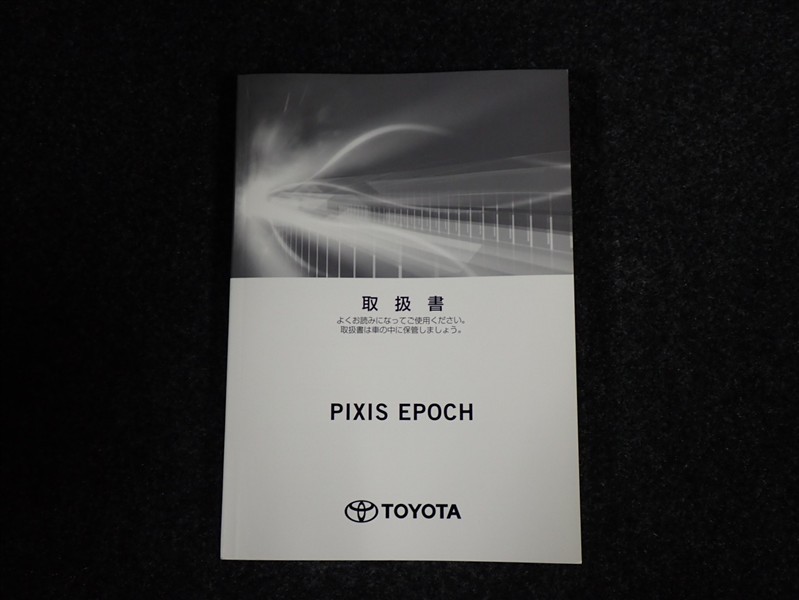 取扱書
よくお読みになってご使用ください。
取扱書は車の中に保管しましょう。
PIXIS EPOCH
TOYOTA